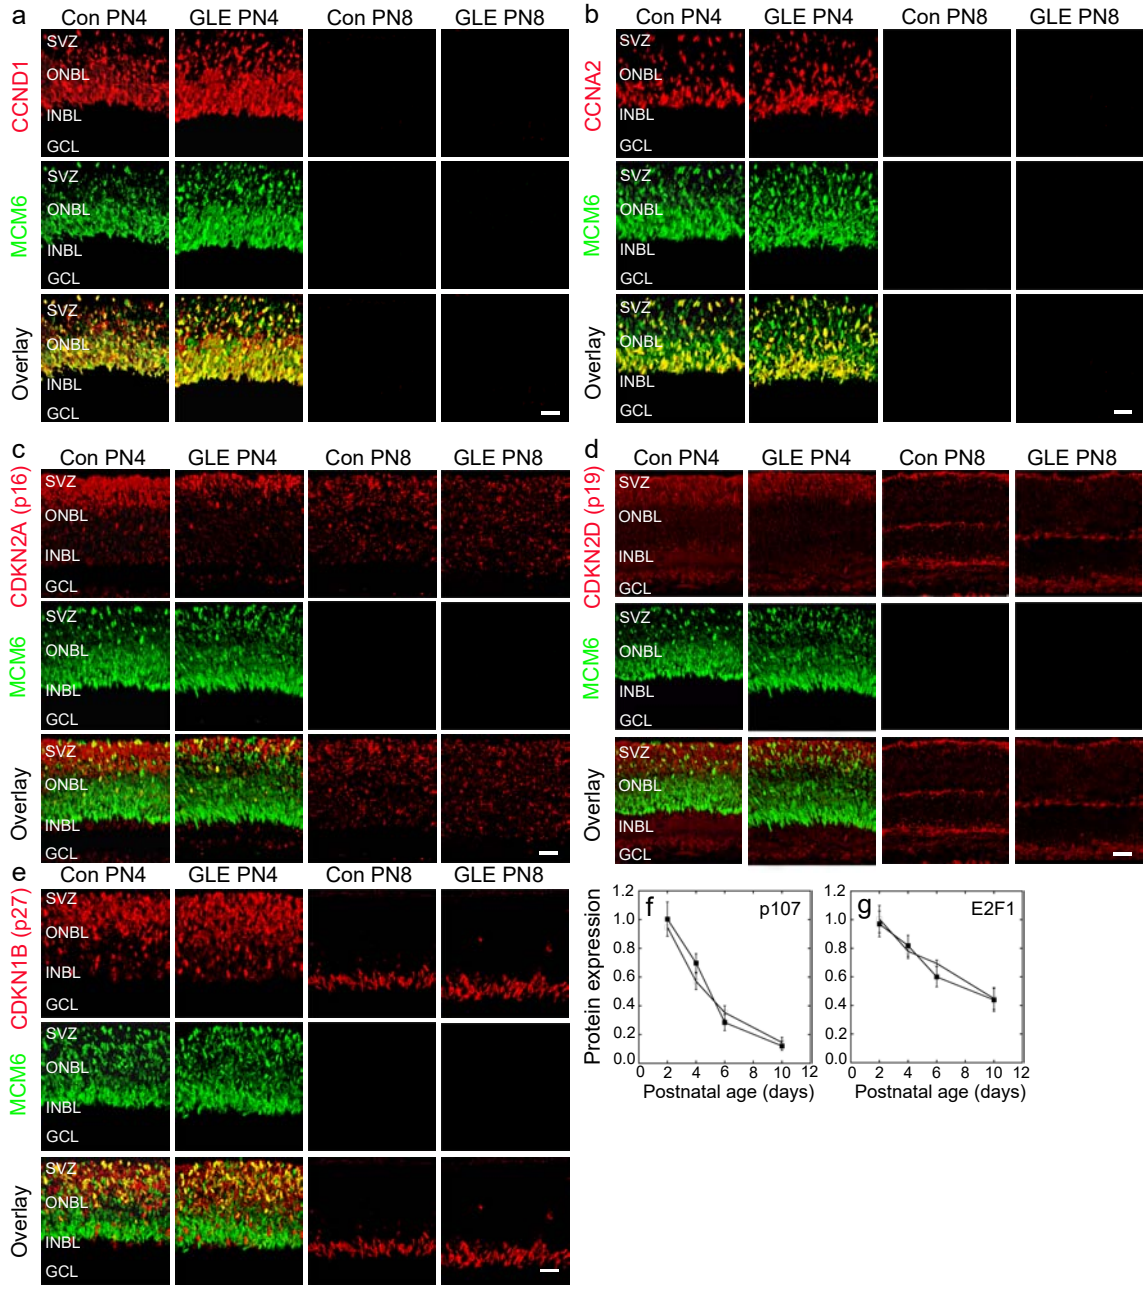 a
Con PN4 GLE PN4 Con PN8 GLE PN8
CCND1
SVZ
ONBL
INBL
GCL
MCM6
SVZ
ONBL
INBL
GCL
Overlay
SVZ
ONBL
INBL
GCL
b
Con PN4 GLE PN4 Con PN8 GLE PN8
CCNA2
SVZ
ONBL
INBL
GCL
MCM6
SVZ
ONBL
INBL
GCL
Overlay
SVZ
ONBL
INBL
GCL
c
Con PN4 GLE PN4 Con PN8 GLE PN8
CDKN2A (p16)
SVZ
ONBL
INBL
GCL
MCM6
SVZ
ONBL
INBL
GCL
Overlay
SVZ
ONBL
INBL
GCL
d
Con PN4 GLE PN4 Con PN8 GLE PN8
CDKN2D (p19)
SVZ
ONBL
INBL
GCL
MCM6
SVZ
ONBL
INBL
GCL
Overlay
SVZ
ONBL
INBL
GCL
e
Con PN4 GLE PN4 Con PN8 GLE PN8
CDKN1B (p27)
SVZ
ONBL
INBL
GCL
MCM6
SVZ
ONBL
INBL
GCL
Overlay
SVZ
ONBL
INBL
GCL
f
p107
Protein expression
1.2
1.0
0.8
0.6
0.4
0.2
0.0
0 2 4 6 8 10 12
Postnatal age (days)
g
E2F1
1.2
1.0
0.8
0.6
0.4
0.2
0.0
0 2 4 6 8 10 12
Postnatal age (days)